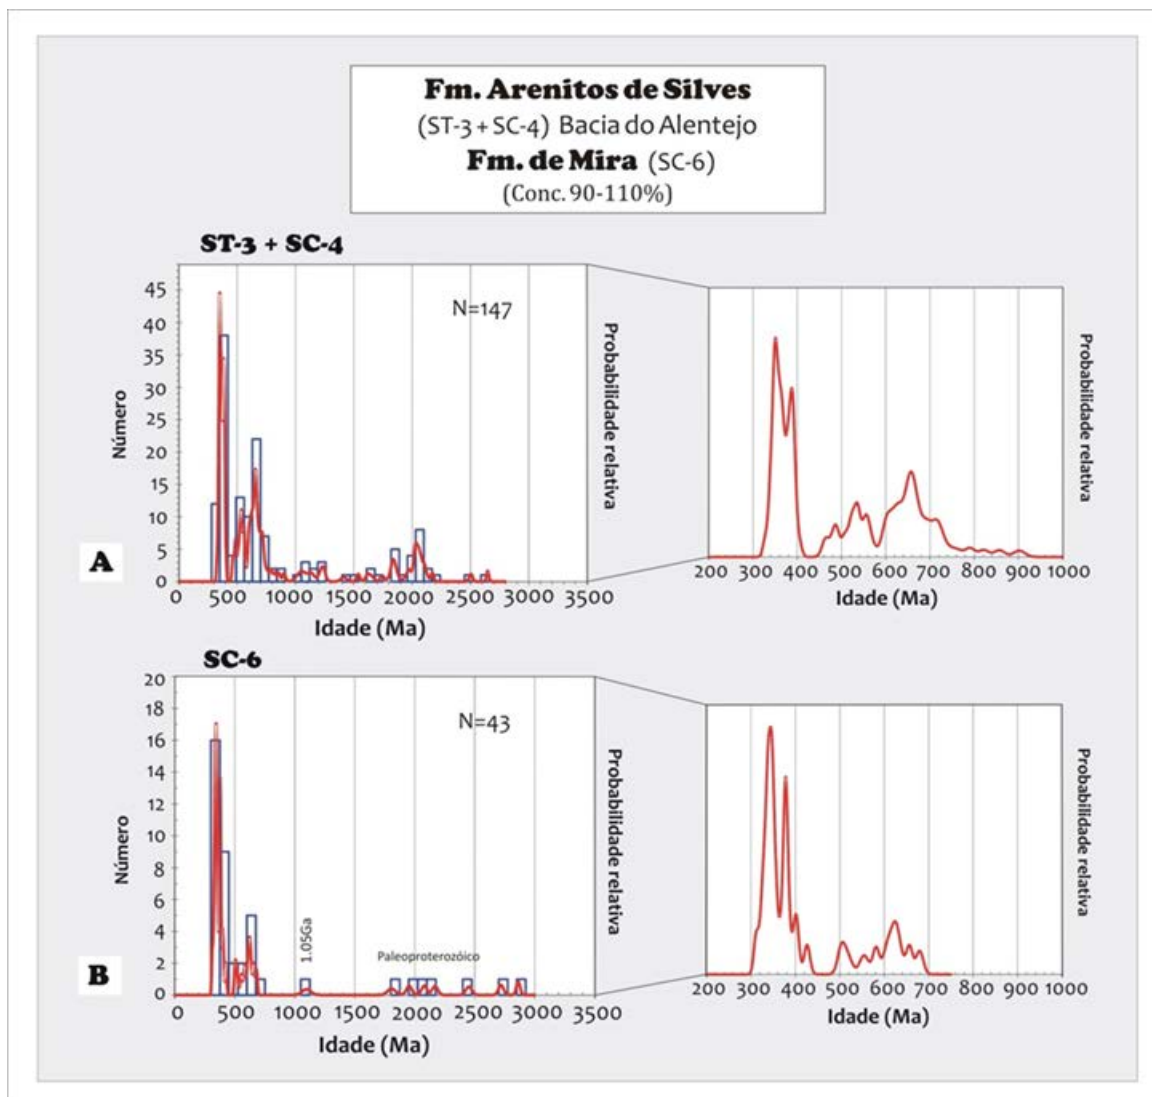 Fm. Arenitos de Silves
(ST-3 + SC-4) Bacia do Alentejo
Fm. de Mira (SC-6)
(Conc. 90-110%)
ST-3 + SC-4
N=147
Número
45
40
35
30
25
20
15
10
5
0
0 500 1000 1500 2000 2500 3000 3500
Idade (Ma)
Probabilidade relativa
200 300 400 500 600 700 800 900 1000
Idade (Ma)
Probabilidade relativa
A
SC-6
N=43
Número
20
18
16
14
12
10
8
6
4
2
0
1.05Ga
Paleoproterozóico
0 500 1000 1500 2000 2500 3000 3500
Idade (Ma)
Probabilidade relativa
200 300 400 500 600 700 800 900 1000
Idade (Ma)
Probabilidade relativa
B